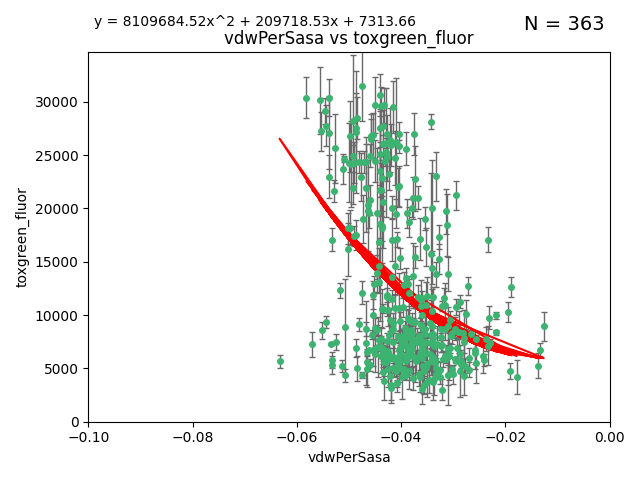 y = 8109684.52x^2 + 209718.53x + 7313.66
N = 363
vdwPerSasa vs toxgreen_fluor
30000
25000
20000
15000
10000
5000
0
toxgreen_fluor
−0.10
−0.08
−0.06
−0.04
−0.02
0.00
vdwPerSasa